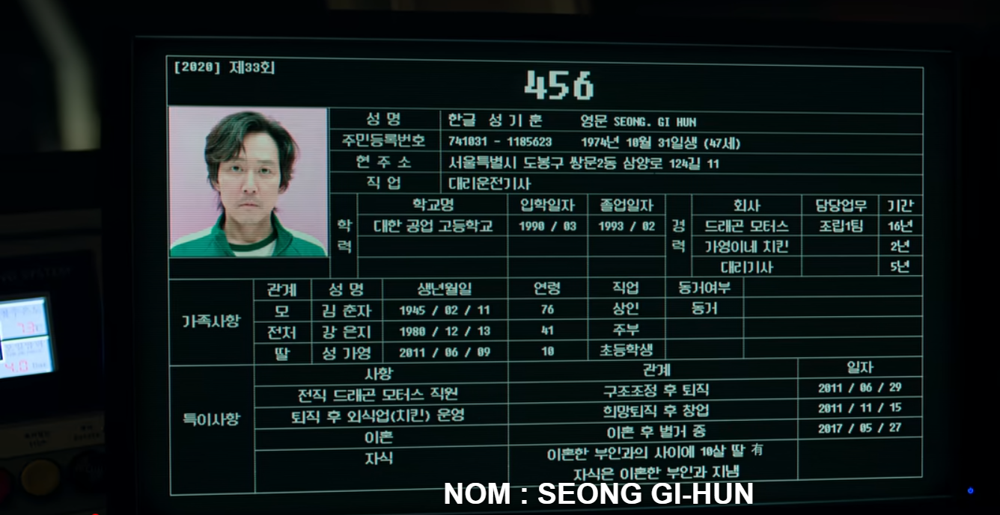 [2020] 제33회
456
성 명 한글 성 기 훈 영문 SEONG. GI HUN
주민등록번호 741031 - 1185623 1974년 10월 31일생 (47세)
현 주 소 서울특별시 도봉구 쌍문2동 삼양로 124길 11
직 업 대리운전기사
학력 학교명 입학일자 졸업일자 경력 회사 담당업무 기간
대한 공업 고등학교 1990 / 03 1993 / 02 드래곤 모터스 조립1팀 16년
가영이네 치킨 2년
대리기사 5년
가족사항 관계 성 명 생년월일 연령 직업 동거여부
모 김 춘자 1945 / 02 / 11 76 상인 동거
전처 강 은지 1980 / 12 / 13 41 주부
딸 성 가영 2011 / 06 / 09 10 초등학생
특이사항 사항 관계 일자
전직 드래곤 모터스 직원 구조조정 후 퇴직 2011 / 06 / 29
퇴직 후 외식업(치킨) 운영 희망퇴직 후 창업 2011 / 11 / 15
이혼 이혼 후 별거 중 2017 / 05 / 27
자식 이혼한 부인과의 사이에 10살 딸 有
자식은 이혼한 부인과 지냄
NOM : SEONG GI-HUN